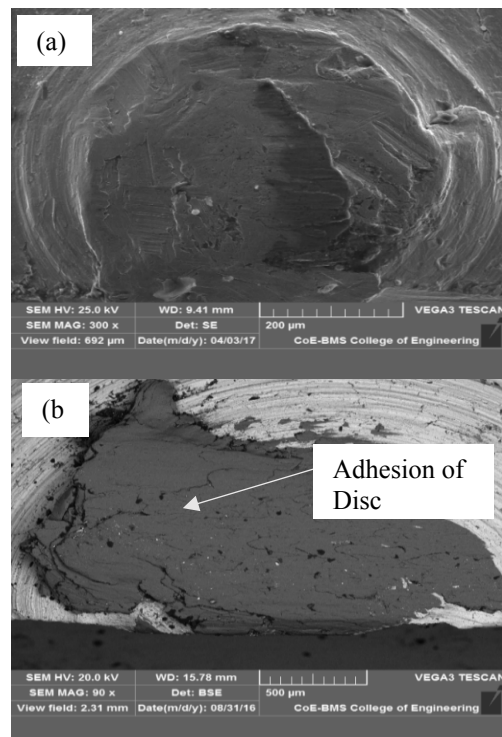 (a)
SEM HV: 25.0 kV WD: 9.41 mm VEGA3 TESCAN
SEM MAG: 300 x Det: SE 200 µm
View field: 692 µm Date(m/d/y): 04/03/17 CoE-BMS College of Engineering
(b
Adhesion of
Disc
SEM HV: 20.0 kV WD: 15.78 mm VEGA3 TESCAN
SEM MAG: 90 x Det: BSE 500 µm
View field: 2.31 mm Date(m/d/y): 08/31/16 CoE-BMS College of Engineering